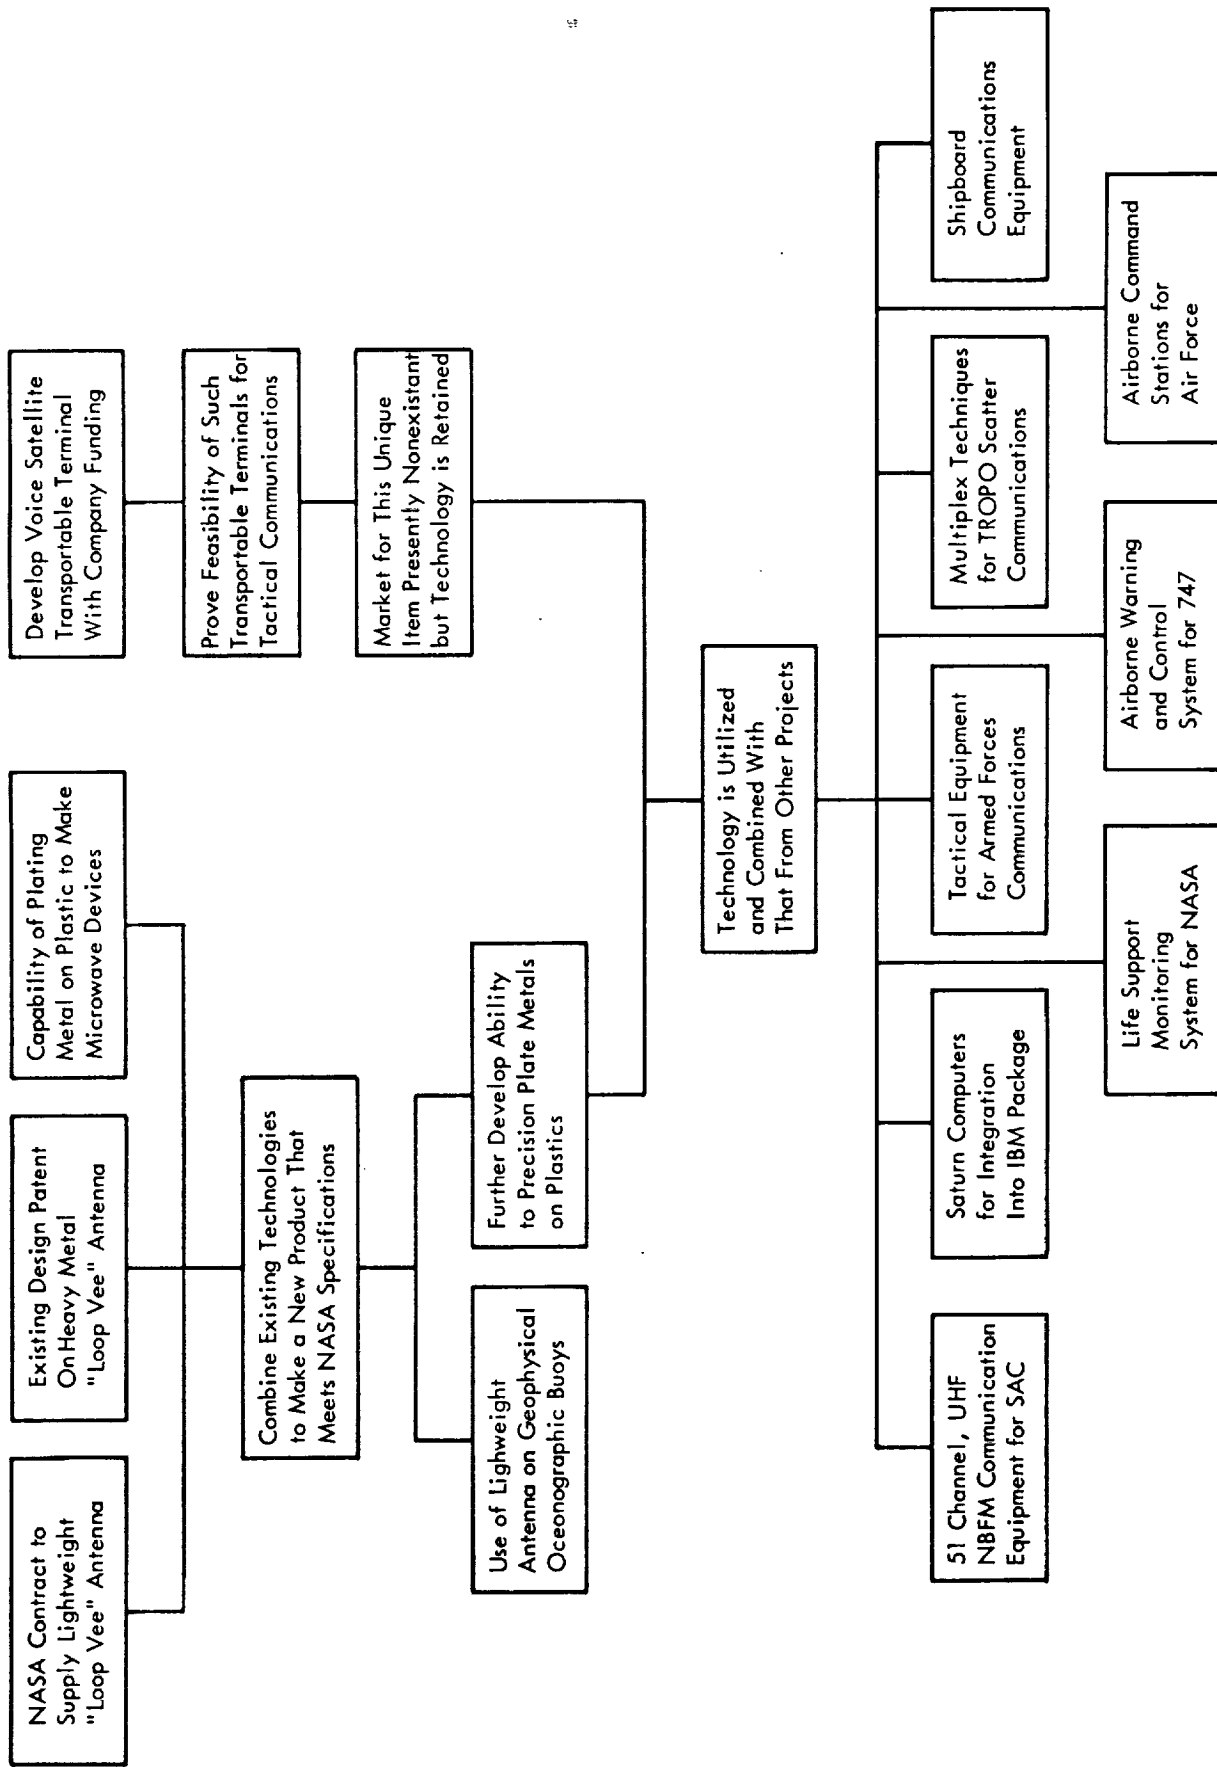 NASA Contract to
Supply Lightweight
"Loop Vee" Antenna
Existing Design Patent
On Heavy Metal
"Loop Vee" Antenna
Capability of Plating
Metal on Plastic to Make
Microwave Devices
Develop Voice Satellite
Transportable Terminal
With Company Funding
Combine Existing Technologies
to Make a New Product That
Meets NASA Specifications
Prove Feasibility of Such
Transportable Terminals for
Tactical Communications
Market for This Unique
Item Presently Nonexistant
but Technology is Retained
Use of Lighweight
Antenna on Geophysical
Oceonographic Buoys
Further Develop Ability
to Precision Plate Metals
on Plastics
Technology is Utilized
and Combined With
That From Other Projects
51 Channel, UHF
NBFM Communication
Equipment for SAC
Saturn Computers
for Integration
Into IBM Package
Tactical Equipment
for Armed Forces
Communications
Multiplex Techniques
for TROPO Scatter
Communications
Shipboard
Communications
Equipment
Life Support
Monitoring
System for NASA
Airborne Warning
and Control
System for 747
Airborne Command
Stations for
Air Force